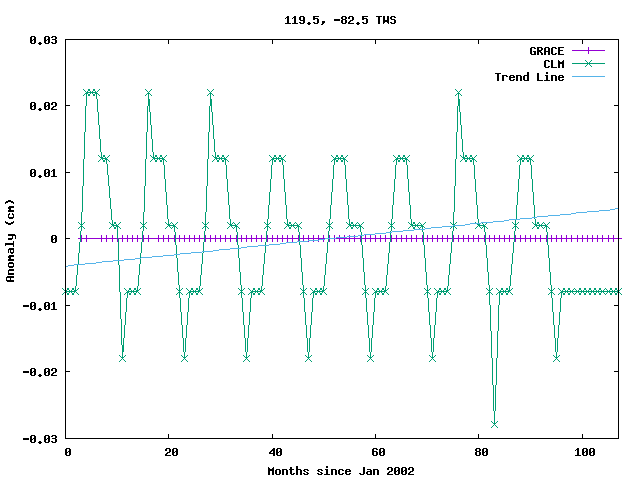 119.5, -82.5 TWS
GRACE
CLM
Trend Line
0.03
0.02
0.01
0
-0.01
-0.02
-0.03
Anomaly (cm)
0 20 40 60 80 100
Months since Jan 2002